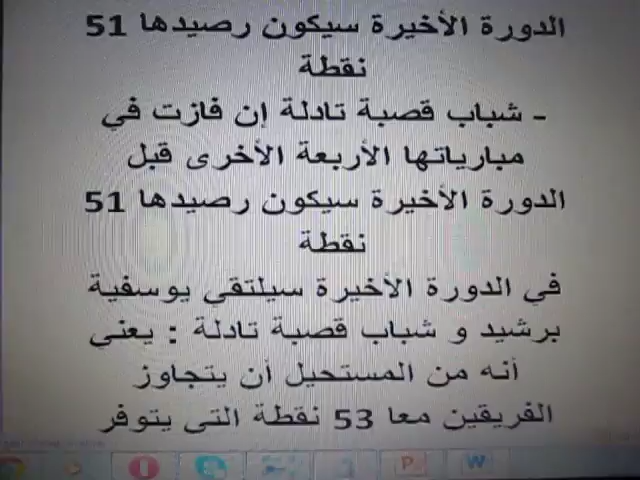 الدورة الأخيرة سيكون رصيدها 51
نقطة
- شباب قصبة تادلة إن فازت في
مبارياتها الأربعة الأخرى قبل
الدورة الأخيرة سيكون رصيدها 51
نقطة
في الدورة الأخيرة سيلتقي يوسفية
برشيد و شباب قصبة تادلة : يعني
أنه من المستحيل أن يتجاوز
الفريقين معا 53 نقطة التي يتوفر